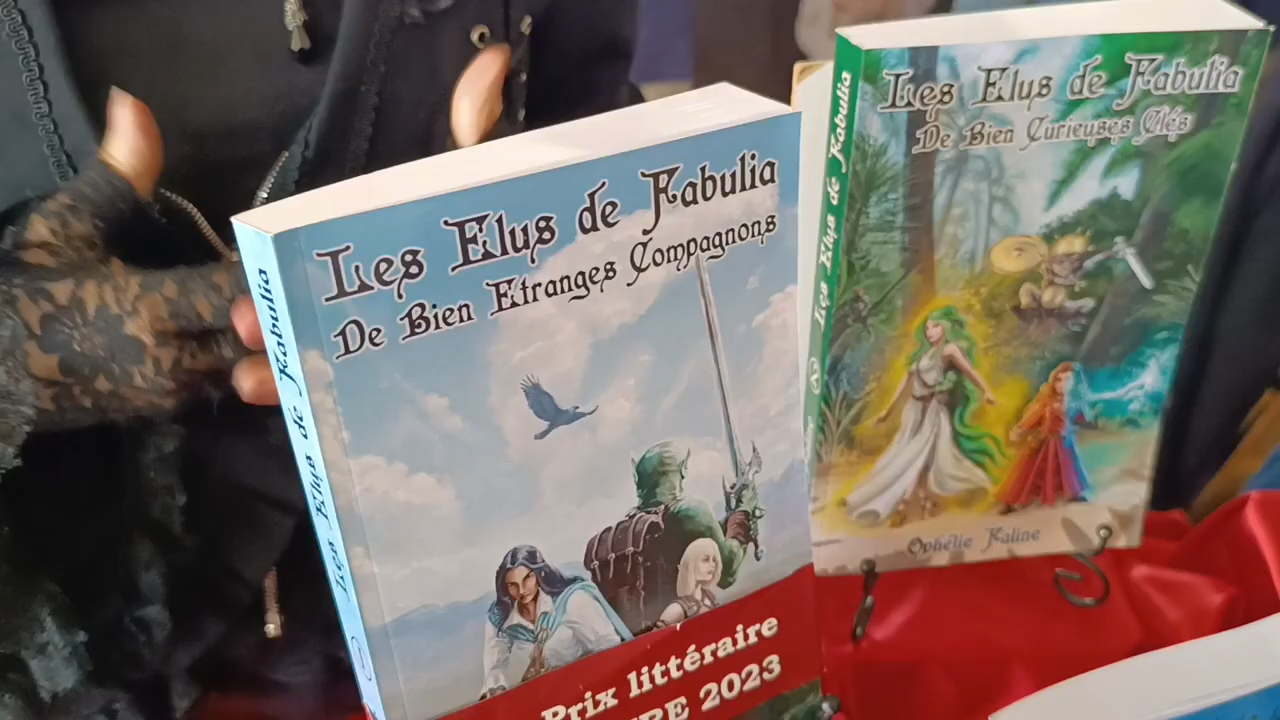 Les Elus de Fabulia
De Bien Etranges Compagnons
Prix littéraire
2023
Les Elus de Fabulia
Les Elus de Fabulia
De Bien Curieuses Clés
Ophélie Kaline
Les Elus de Fabulia